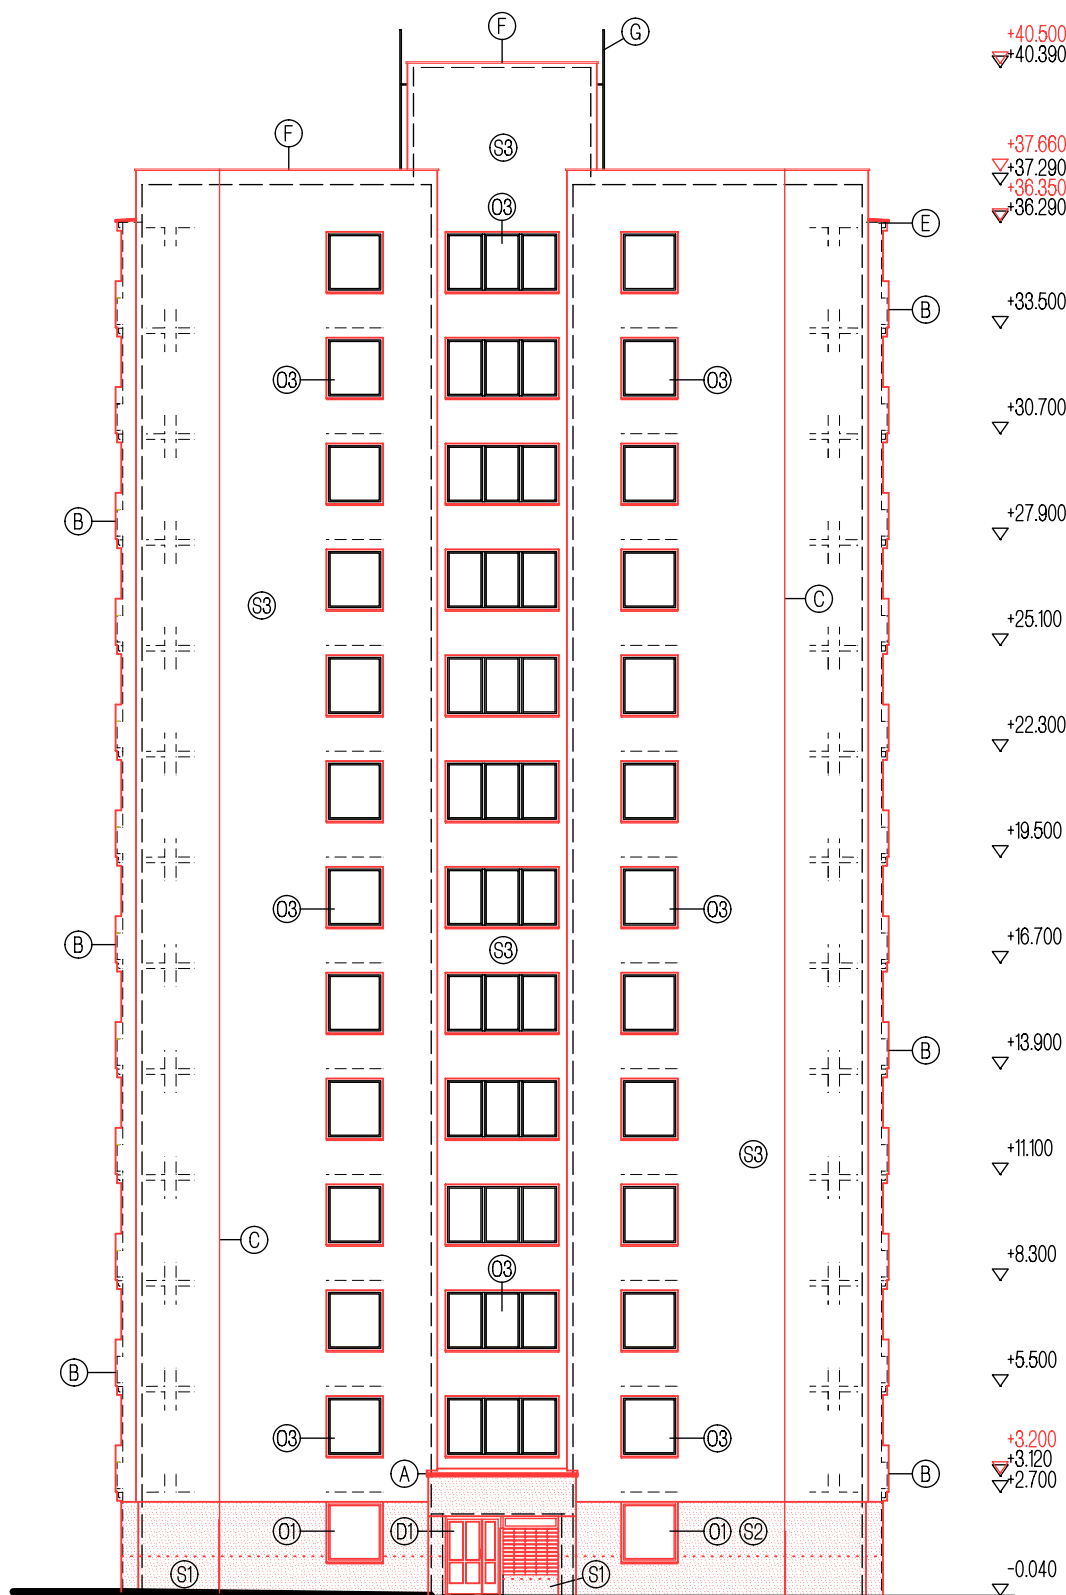 F
G
+40.500
+40.390
F
S3
+37.660
+37.290
+36.350
+36.290
O3
E
B
+33.500
O3
O3
+30.700
B
+27.900
S3
C
+25.100
+22.300
+19.500
O3
O3
S3
B
+16.700
B
+13.900
S3
+11.100
C
O3
+8.300
B
+5.500
O3
O3
+3.200
+3.120
A
B
+2.700
O1
D1
O1
S2
S1
S1
-0.040